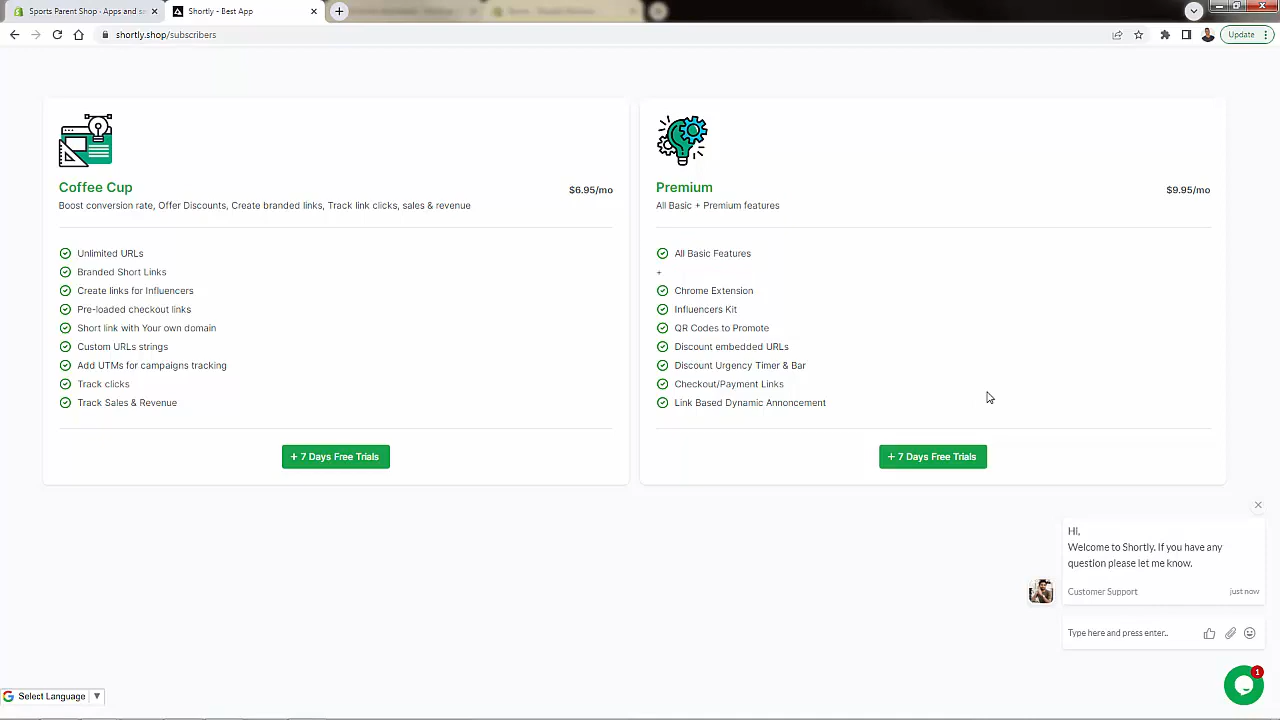 Sports Parent Shop · Apps and sa
Shortly - Best App
shortly.shop/subscribers
Update
Coffee Cup
$6.95/mo
Boost conversion rate, Offer Discounts, Create branded links, Track link clicks, sales & revenue
Unlimited URLs
Branded Short Links
Create links for Influencers
Pre-loaded checkout links
Short link with Your own domain
Custom URLs strings
Add UTMs for campaigns tracking
Track clicks
Track Sales & Revenue
+ 7 Days Free Trials
Premium
$9.95/mo
All Basic + Premium features
All Basic Features
+
Chrome Extension
Influencers Kit
QR Codes to Promote
Discount embedded URLs
Discount Urgency Timer & Bar
Checkout/Payment Links
Link Based Dynamic Annoncement
+ 7 Days Free Trials
Hi,
Welcome to Shortly. If you have any
question please let me know.
Customer Support
just now
Type here and press enter..
1
Select Language